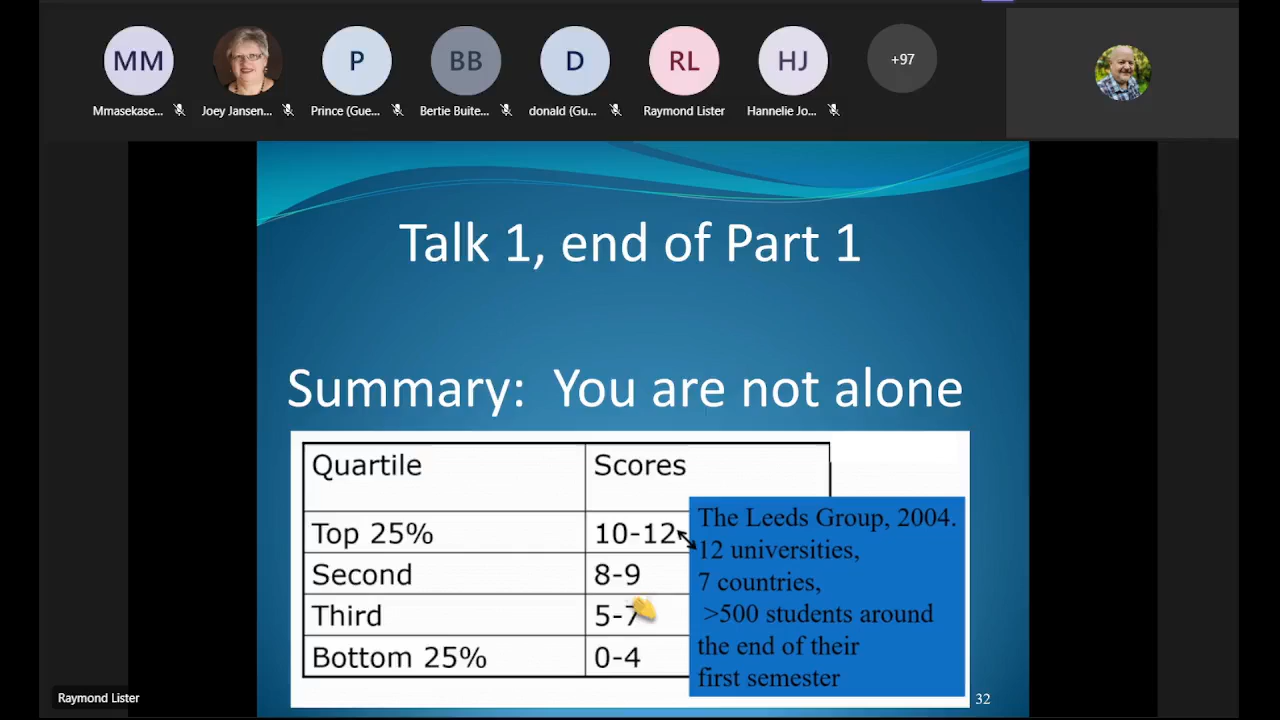 MM
P
BB
D
RL
HJ
+97
Mmasekase...
Joey Jansen...
Prince (Gue...
Bertie Buite...
donald (Gu...
Raymond Lister
Hannelie Jo...
Talk 1, end of Part 1
Summary: You are not alone
Quartile Scores
Top 25% 10-12
Second 8-9
Third 5-7
Bottom 25% 0-4
The Leeds Group, 2004.
12 universities,
7 countries,
>500 students around
the end of their
first semester
Raymond Lister
32